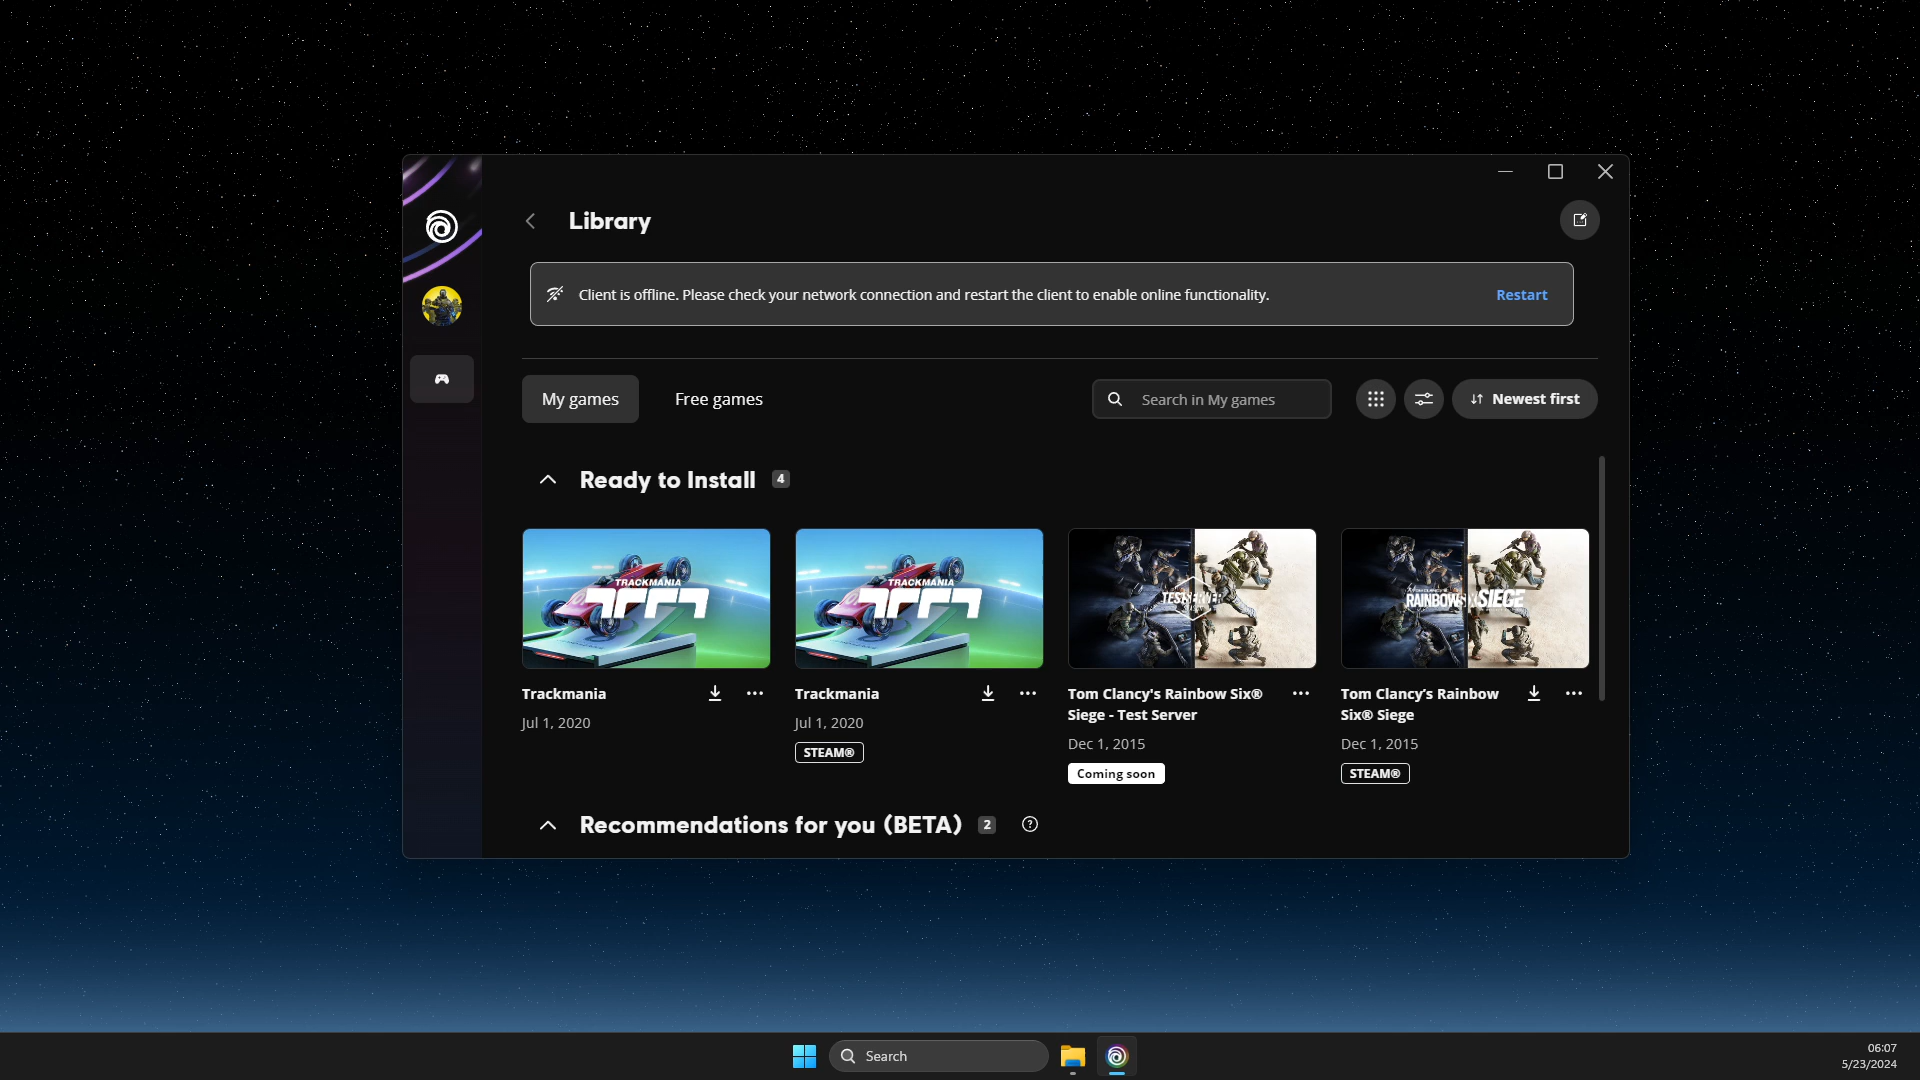 Library
Client is offline. Please check your network connection and restart the client to enable online functionality.
Restart
My games
Free games
Search in My games
Newest first
Ready to Install
4
TRACKMANIA
TRACKMANIA
TEST SERVER
RAINBOW SIX SIEGE
Trackmania
Jul 1, 2020
Trackmania
Jul 1, 2020
STEAM®
Tom Clancy's Rainbow Six®
Siege - Test Server
Dec 1, 2015
Coming soon
Tom Clancy’s Rainbow
Six® Siege
Dec 1, 2015
STEAM®
Recommendations for you (BETA)
2
Search
06:07
5/23/2024